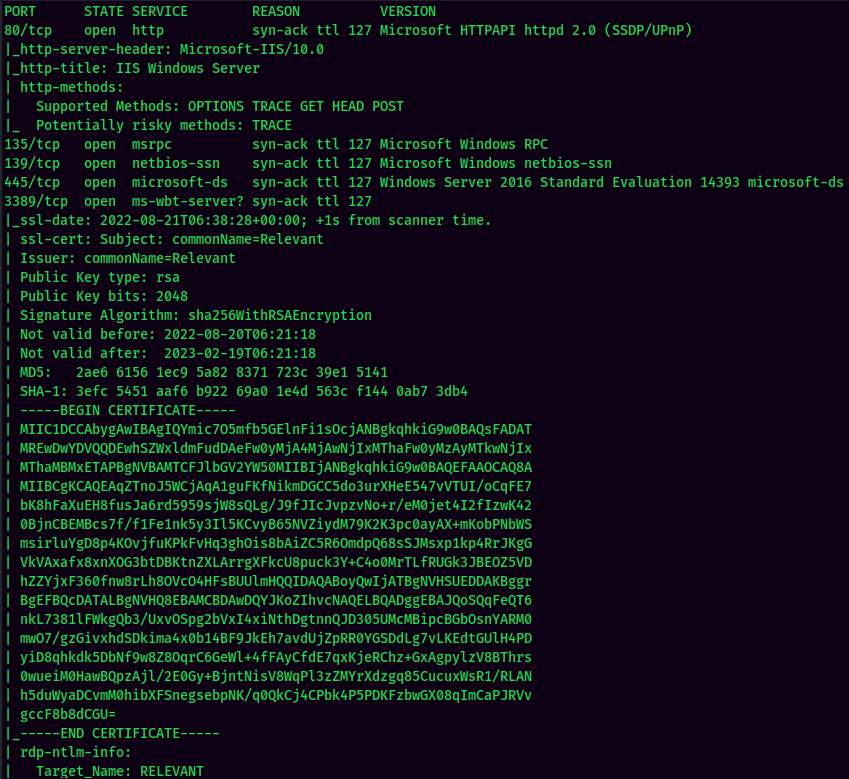 PORT     STATE SERVICE        REASON          VERSION
80/tcp   open  http           syn-ack ttl 127 Microsoft HTTPAPI httpd 2.0 (SSDP/UPnP)
|_http-server-header: Microsoft-IIS/10.0
|_http-title: IIS Windows Server
| http-methods:
|   Supported Methods: OPTIONS TRACE GET HEAD POST
|_  Potentially risky methods: TRACE
135/tcp  open  msrpc          syn-ack ttl 127 Microsoft Windows RPC
139/tcp  open  netbios-ssn    syn-ack ttl 127 Microsoft Windows netbios-ssn
445/tcp  open  microsoft-ds   syn-ack ttl 127 Windows Server 2016 Standard Evaluation 14393 microsoft-ds
3389/tcp open  ms-wbt-server? syn-ack ttl 127
|_ssl-date: 2022-08-21T06:38:28+00:00; +1s from scanner time.
| ssl-cert: Subject: commonName=Relevant
| Issuer: commonName=Relevant
| Public Key type: rsa
| Public Key bits: 2048
| Signature Algorithm: sha256WithRSAEncryption
| Not valid before: 2022-08-20T06:21:18
| Not valid after:  2023-02-19T06:21:18
| MD5:   2ae6 6156 1ec9 5a82 8371 723c 39e1 5141
| SHA-1: 3efc 5451 aaf6 b922 69a0 1e4d 563c f144 0ab7 3db4
| -----BEGIN CERTIFICATE-----
| MIIC1DCCAbygAwIBAgIQYmic7O5mfb5GElnFi1sOcjANBgkqhkiG9w0BAQsFADAT
| MREwDwYDVQQDEwhSZWxldmFudDAeFw0yMjA4MjAwNjIxMThaFw0yMzAyMTkwNjIx
| MThaMBMxETAPBgNVBAMTCFJlbGV2YW50MIIBIjANBgkqhkiG9w0BAQEFAAOCAQ8A
| MIIBCgKCAQEAqZTnoJ5WCjAqA1guFKfNikmDGCC5do3urXHeE547vVTUI/oCqFE7
| bK8hFaXuEH8fusJa6rd5959sjW8sQLg/J9fJIcJvpzvNo+r/eM0jet4I2fIzwK42
| 0BjnCBEMBcs7f/f1Fe1nk5y3Il5KCvyB65NVZiydM79K2K3pc0ayAX+mKobPNbWS
| msirluYgD8p4KOvjfuKPkFvHq3ghOis8bAiZC5R6OmdpQ68sSJMsxp1kp4RrJKgG
| VkVAxafx8xnXOG3btDBKtnZXLArrgXFkcU8puck3Y+C4o0MrTLfRUGk3JBEOZ5VD
| hZZYjxF360fnw8rLh8OVcO4HFsBUUlmHQQIDAQABoyQwIjATBgNVHSUEDDAKBggr
| BgEFBQcDATALBgNVHQ8EBAMCBDAwDQYJKoZIhvcNAQELBQADggEBAJQoSQqFeQT6
| nkL7381lFWkgQb3/UxvOSpg2bVxI4xiNthDgtnnQJD305UMcMBipcBGbOsnYARM0
| mwO7/gzGivxhdSDkima4x0b14BF9JkEh7avdUjZpRR0YGSDdLg7vLKEdtGUlH4PD
| yiD8qhkdk5DbNf9w8Z8OqrC6GeWl+4fFAyCfdE7qxKjeRChz+GxAgpylzV8BThrs
| 0wueiM0HawBQpzAjl/2E0Gy+BjntNisV8WqPl3zZMYrXdzgq85CucuxWsR1/RLAN
| h5duWyaDCvmM0hibXFSnegsebpNK/q0QkCj4CPbk4P5PDKFzbwGX08qImCaPJRVv
| gccF8b8dCGU=
|_-----END CERTIFICATE-----
| rdp-ntlm-info:
|   Target_Name: RELEVANT